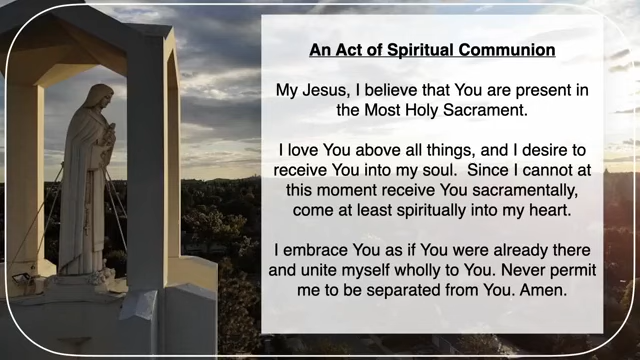 An Act of Spiritual Communion
My Jesus, I believe that You are present in
the Most Holy Sacrament.
I love You above all things, and I desire to
receive You into my soul.  Since I cannot at
this moment receive You sacramentally,
come at least spiritually into my heart.
I embrace You as if You were already there
and unite myself wholly to You. Never permit
me to be separated from You. Amen.